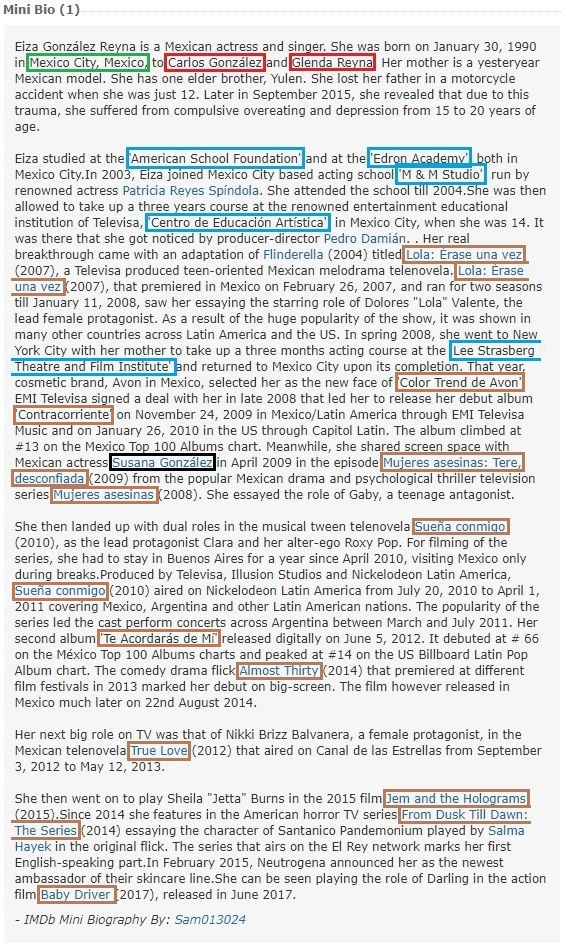 Mini Bio (1)
Eiza González Reyna is a Mexican actress and singer. She was born on January 30, 1990
in Mexico City, Mexico, to Carlos González and Glenda Reyna. Her mother is a yesteryear
Mexican model. She has one elder brother, Yulen. She lost her father in a motorcycle
accident when she was just 12. Later in September 2015, she revealed that due to this
trauma, she suffered from compulsive overeating and depression from 15 to 20 years of
age.
Eiza studied at the 'American School Foundation' and at the 'Edron Academy', both in
Mexico City.In 2003, Eiza joined Mexico City based acting school 'M & M Studio' run by
renowned actress Patricia Reyes Spíndola. She attended the school till 2004.She was then
allowed to take up a three years course at the renowned entertainment educational
institution of Televisa, 'Centro de Educación Artística' in Mexico City, when she was 14. It
was there that she got noticed by producer-director Pedro Damián. . Her real
breakthrough came with an adaptation of Flinderella (2004) titled Lola: Érase una vez
(2007), a Televisa produced teen-oriented Mexican melodrama telenovela. Lola: Érase
una vez (2007), that premiered in Mexico on February 26, 2007, and ran for two seasons
till January 11, 2008, saw her essaying the starring role of Dolores "Lola" Valente, the
lead female protagonist. As a result of the huge popularity of the show, it was shown in
many other countries across Latin America and the US. In spring 2008, she went to New
York City with her mother to take up a three months acting course at the 'Lee Strasberg
Theatre and Film Institute' and returned to Mexico City upon its completion. That year,
cosmetic brand, Avon in Mexico, selected her as the new face of 'Color Trend de Avon'.
EMI Televisa signed a deal with her in late 2008 that led her to release her debut album
'Contracorriente' on November 24, 2009 in Mexico/Latin America through EMI Televisa
Music and on January 26, 2010 in the US through Capitol Latin. The album climbed at
#13 on the Mexico Top 100 Albums chart. Meanwhile, she shared screen space with
Mexican actress Susana González in April 2009 in the episode Mujeres asesinas: Tere,
desconfiada (2009) from the popular Mexican drama and psychological thriller television
series Mujeres asesinas (2008). She essayed the role of Gaby, a teenage antagonist.
She then landed up with dual roles in the musical tween telenovela Sueña conmigo
(2010), as the lead protagonist Clara and her alter-ego Roxy Pop. For filming of the
series, she had to stay in Buenos Aires for a year since April 2010, visiting Mexico only
during breaks.Produced by Televisa, Illusion Studios and Nickelodeon Latin America,
Sueña conmigo (2010) aired on Nickelodeon Latin America from July 20, 2010 to April 1,
2011 covering Mexico, Argentina and other Latin American nations. The popularity of the
series led the cast perform concerts across Argentina between March and July 2011. Her
second album 'Te Acordarás de Mí' released digitally on June 5, 2012. It debuted at # 66
on the México Top 100 Albums charts and peaked at #14 on the US Billboard Latin Pop
Album chart. The comedy drama flick Almost Thirty (2014) that premiered at different
film festivals in 2013 marked her debut on big-screen. The film however released in
Mexico much later on 22nd August 2014.
Her next big role on TV was that of Nikki Brizz Balvanera, a female protagonist, in the
Mexican telenovela True Love (2012) that aired on Canal de las Estrellas from September
3, 2012 to May 12, 2013.
She then went on to play Sheila "Jetta" Burns in the 2015 film Jem and the Holograms
(2015).Since 2014 she features in the American horror TV series From Dusk Till Dawn:
The Series (2014) essaying the character of Santanico Pandemonium played by Salma
Hayek in the original flick. The series that airs on the El Rey network marks her first
English-speaking part.In February 2015, Neutrogena announced her as the newest
ambassador of their skincare line.She can be seen playing the role of Darling in the action
film Baby Driver (2017), released in June 2017.
- IMDb Mini Biography By: Sam013024